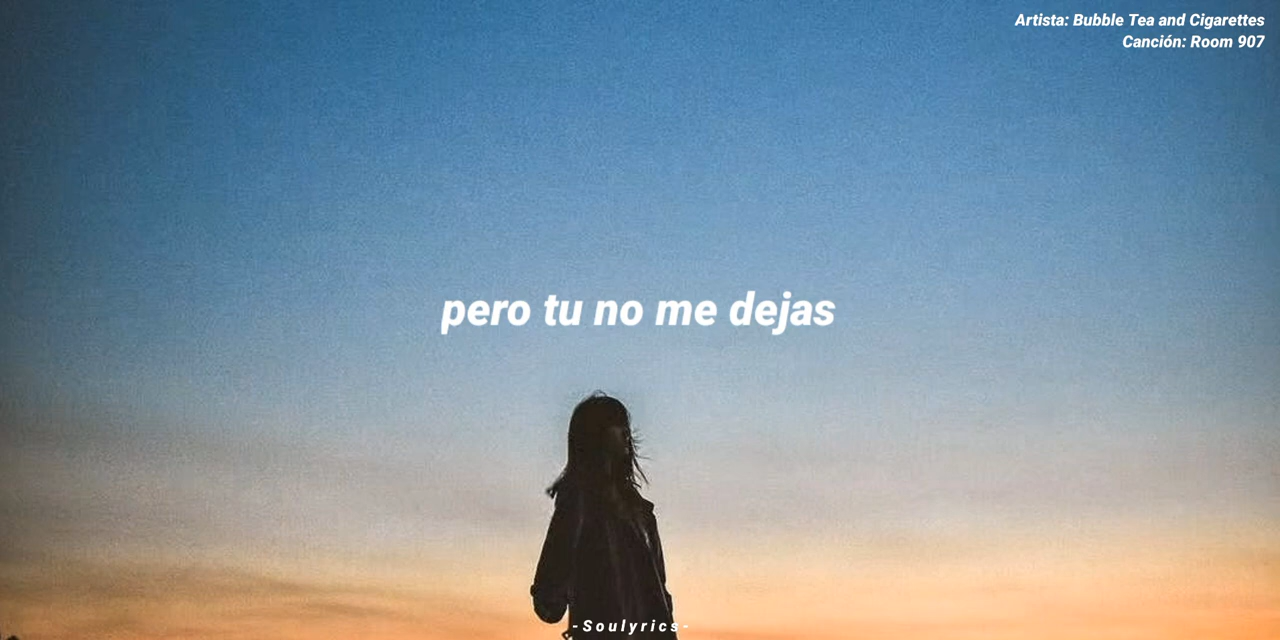 Artista: Bubble Tea and Cigarettes
Canción: Room 907
pero tu no me dejas
-Soulyrics-